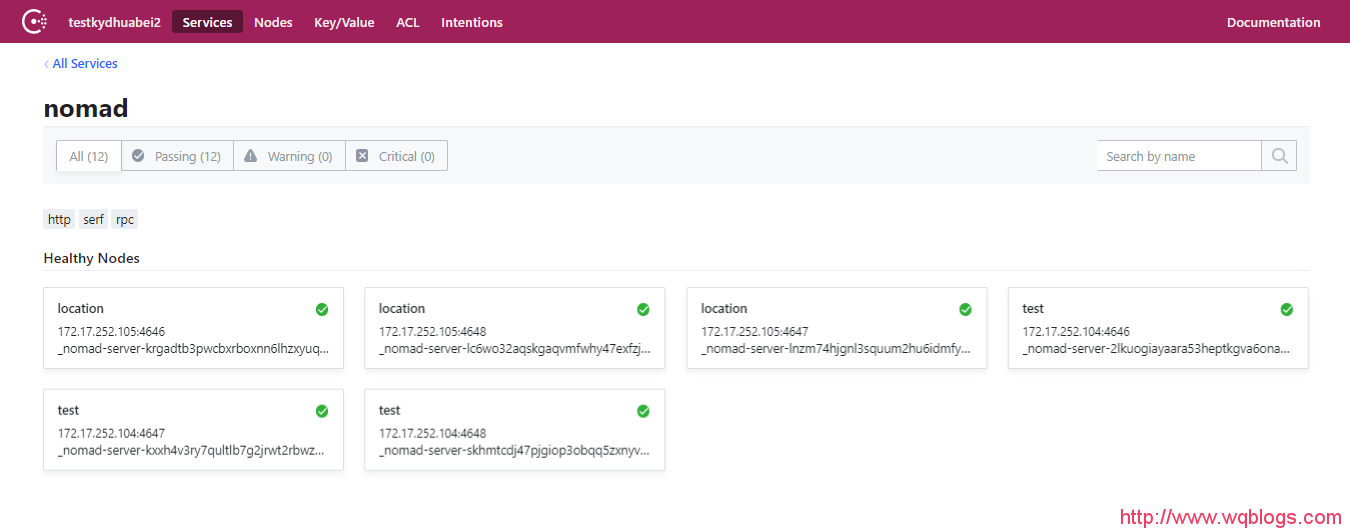 testkydhuabei2 Services Nodes Key/Value ACL Intentions Documentation
All Services
nomad
All (12) Passing (12) Warning (0) Critical (0) Search by name
http serf rpc
Healthy Nodes
location
172.17.252.105:4646
_nomad-server-krgadtb3pwcbxrboxnn6lhzxyuq...
location
172.17.252.105:4648
_nomad-server-lc6wo32aqskgaqvmfwhy47exfzj...
location
172.17.252.105:4647
_nomad-server-lnzm74hjgnl3squum2hu6idmfy...
test
172.17.252.104:4646
_nomad-server-2lkuogiayaara53heptkgva6ona...
test
172.17.252.104:4647
_nomad-server-kxxh4v3ry7qultlb7g2jrwt2rbwz...
test
172.17.252.104:4648
_nomad-server-skhmtcdj47pjgiop3obqq5zxnyv...
http://www.wqblogs.com